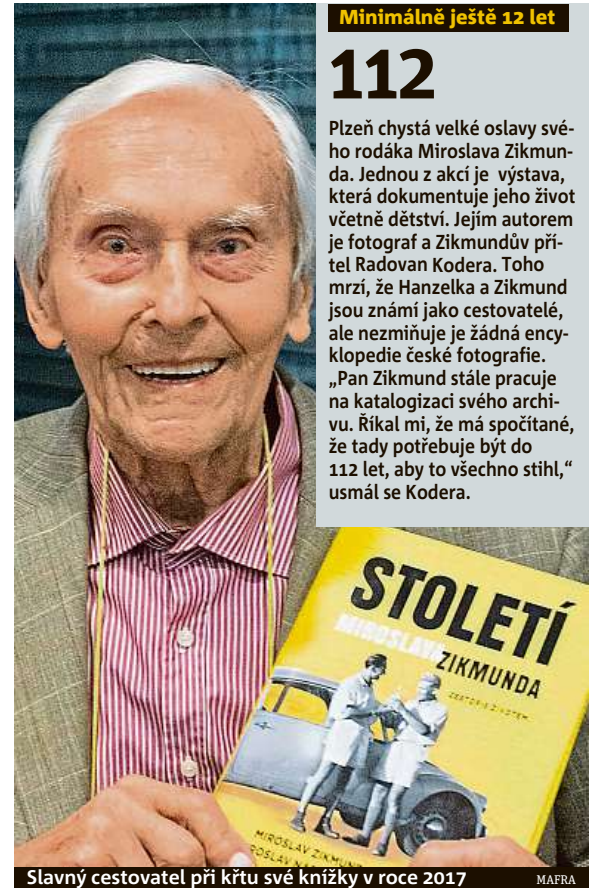 Minimálně ještě 12 let
112
Plzeň chystá velké oslavy své-
ho rodáka Miroslava Zikmun-
da. Jednou z akcí je výstava,
která dokumentuje jeho život
včetně dětství. Jejím autorem
je fotograf a Zikmundův pří-
tel Radovan Kodera. Toho
mrzí, že Hanzelka a Zikmund
jsou známí jako cestovatelé,
ale nezmiňuje je žádná ency-
klopedie české fotografie.
„Pan Zikmund stále pracuje
na katalogizaci svého archi-
vu. Říkal mi, že má spočítané,
že tady potřebuje být do
112 let, aby to všechno stihl,“
usmál se Kodera.
STOLETÍ
MIROSLAVA
ZIKMUNDA
MIROSLAV
Slavný cestovatel při křtu své knížky v roce 2017
MAFRA